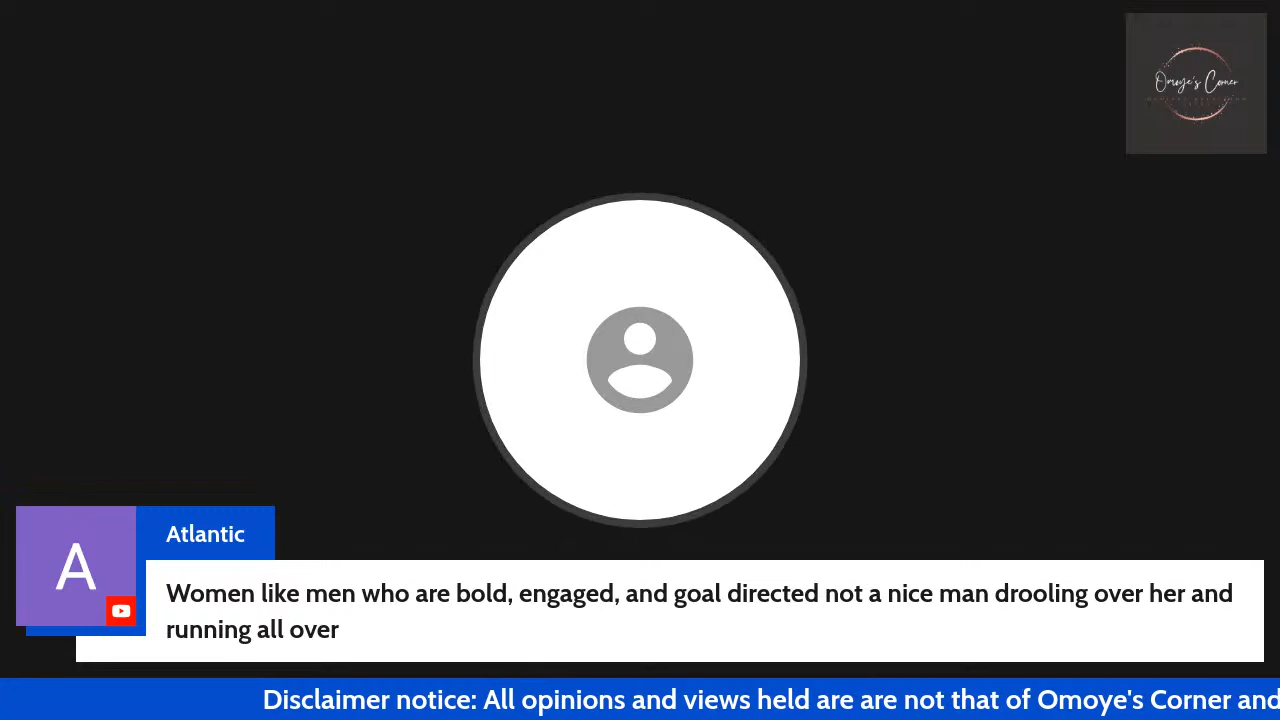 Omoye's Corner
A
Atlantic
Women like men who are bold, engaged, and goal directed not a nice man drooling over her and
running all over
Disclaimer notice: All opinions and views held are are not that of Omoye's Corner and